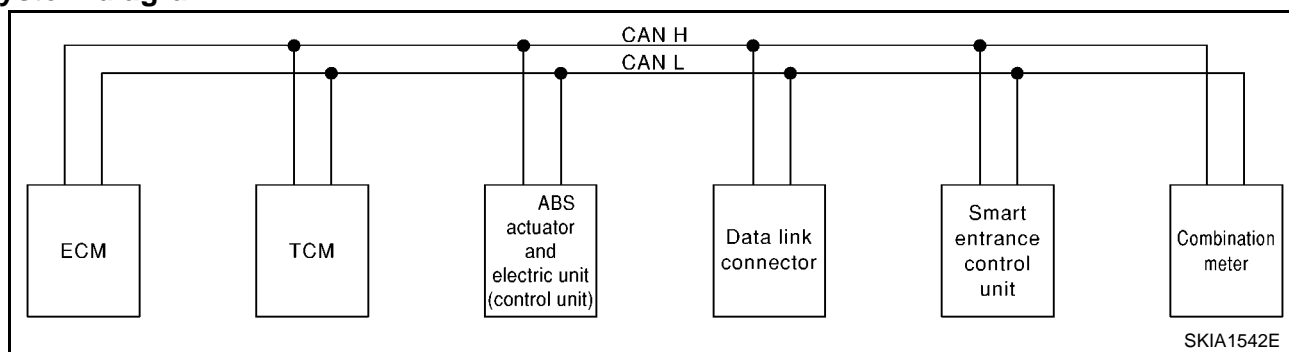 CAN H
CAN L
ECM
TCM
ABS
actuator
and
electric unit
(control unit)
Data link
connector
Smart
entrance
control
unit
Combination
meter
SKIA1542E